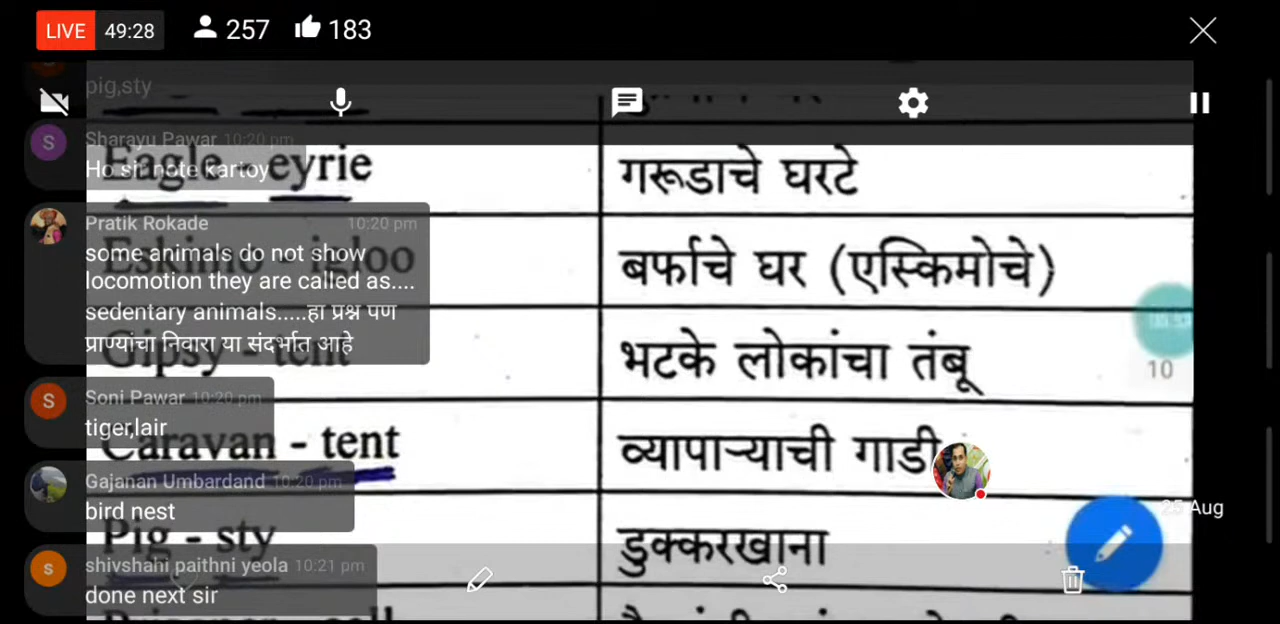 LIVE 49:28 257 183
pig,sty
Sharayu Pawar 10:20 pm
Ho sir note kartoy
Eagle - eyrie गरूडाचे घरटे
Pratik Rokade 10:20 pm
some animals do not show
locomotion they are called as....
sedentary animals.....हा प्रश्न पण
प्राण्यांचा निवारा या संदर्भात आहे
Eskimo - igloo बर्फाचे घर (एस्किमोचे)
Gipsy - tent भटके लोकांचा तंबू
10
Soni Pawar 10:20 pm
tiger,lair
Caravan - tent व्यापाऱ्याची गाडी
Gajanan Umbardand 10:20 pm
bird nest
25 Aug
Pig - sty डुक्करखाना
shivshahi paithni yeola 10:21 pm
done next sir